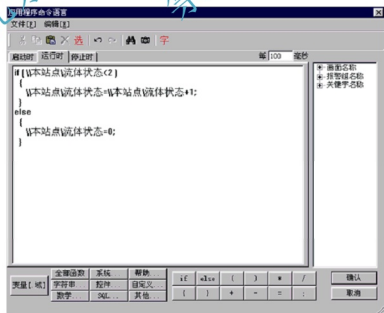 应用程序命令语言
文件[F] 编辑[E]
选 字
启动时 运行时 停止时 每 100 毫秒
if (\\本站点\流体状态<2)
{
\\本站点\流体状态=\\本站点\流体状态+1;
}
else
{
\\本站点\流体状态=0;
}
画面名称
报警组名称
关键字名称
变量[.域]
全部函数 系统... 帮助...
字符串... 控件... 自定义...
数学... SQL... 其他...
if else ( ) * /
{ } + - = ;
确认
取消